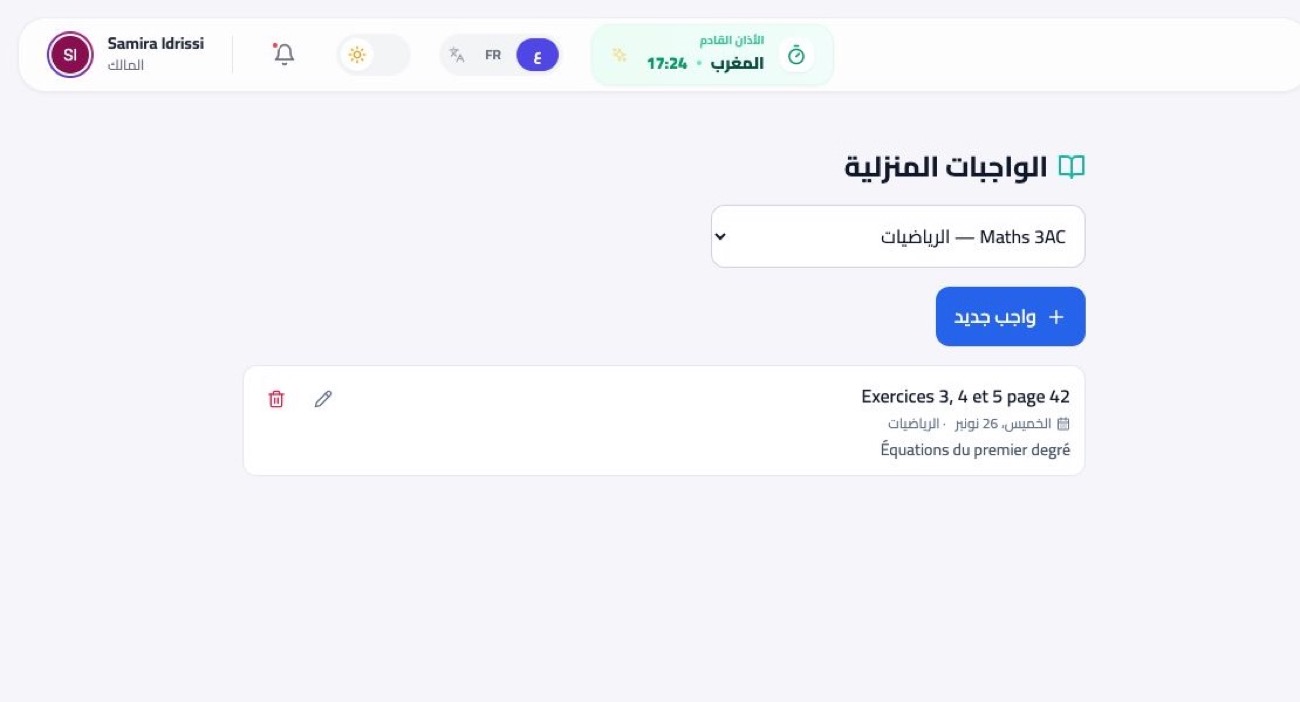 الأذان القادم
المغرب • 17:24
ع
FR
SI
Samira Idrissi
المالك
الواجبات المنزلية
Maths 3AC — الرياضيات
+ واجب جديد
Exercices 3, 4 et 5 page 42
الخميس، 26 نونبر · الرياضيات
Équations du premier degré